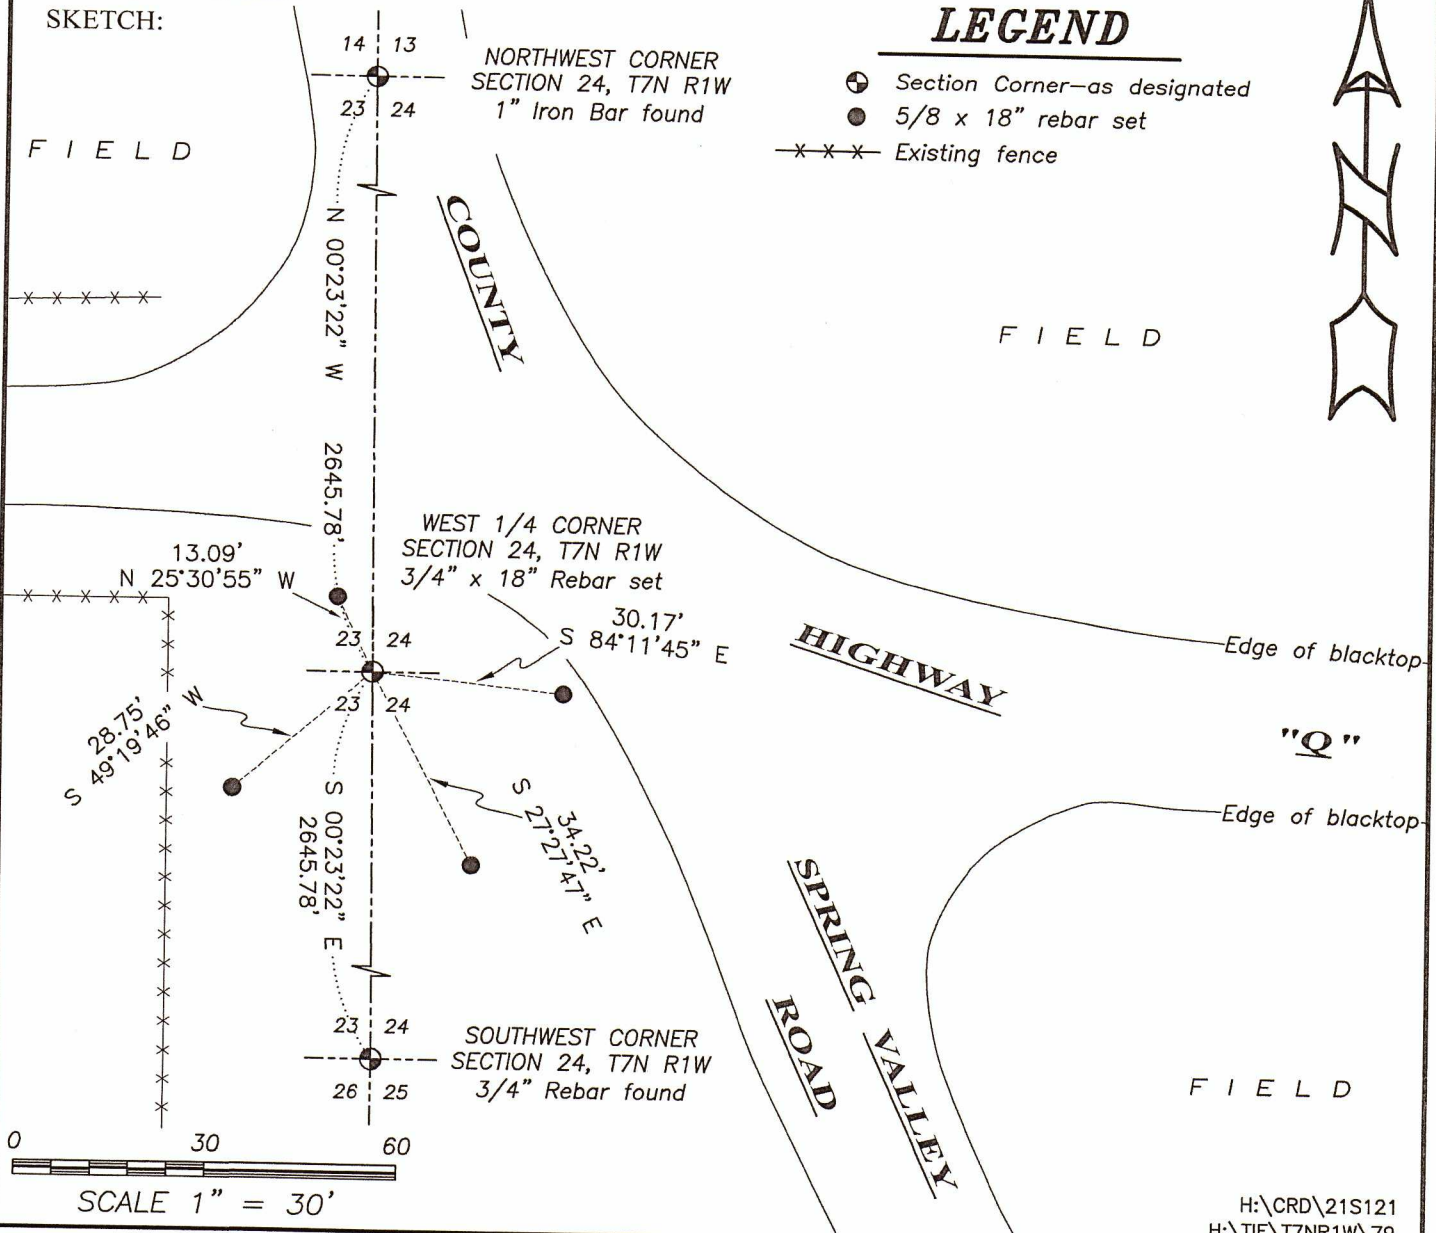 SKETCH:
LEGEND
Section Corner–as designated
5/8 x 18" rebar set
Existing fence
14 13
23 24
NORTHWEST CORNER
SECTION 24, T7N R1W
1" Iron Bar found
FIELD
N 00°23'22" W
2645.78'
COUNTY
FIELD
WEST 1/4 CORNER
SECTION 24, T7N R1W
3/4" x 18" Rebar set
13.09'
N 25°30'55" W
30.17'
S 84°11'45" E
23 24
23 24
HIGHWAY
Edge of blacktop
"Q"
Edge of blacktop
28.75'
S 49°19'46" W
34.22'
S 27°27'47" E
S 00°23'22" E
2645.78'
SPRING VALLEY
ROAD
23 24
26 25
SOUTHWEST CORNER
SECTION 24, T7N R1W
3/4" Rebar found
FIELD
0 30 60
SCALE 1" = 30'
H:\CRD\21S121